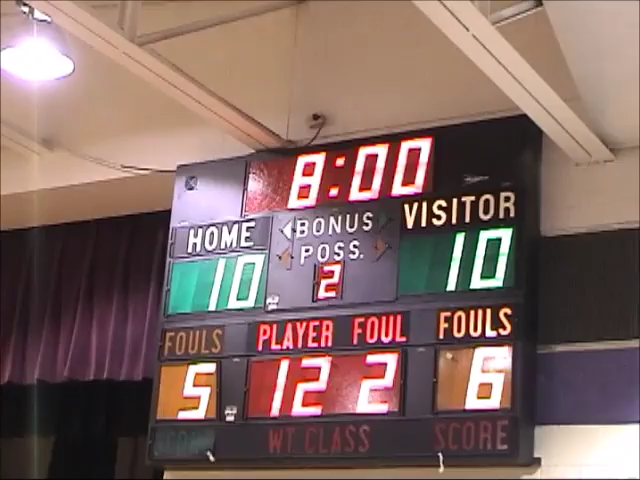 8:00
HOME BONUS VISITOR
10 POSS. 10
2
FOULS PLAYER FOUL FOULS
5 12 2 6
SCORE WT CLASS SCORE